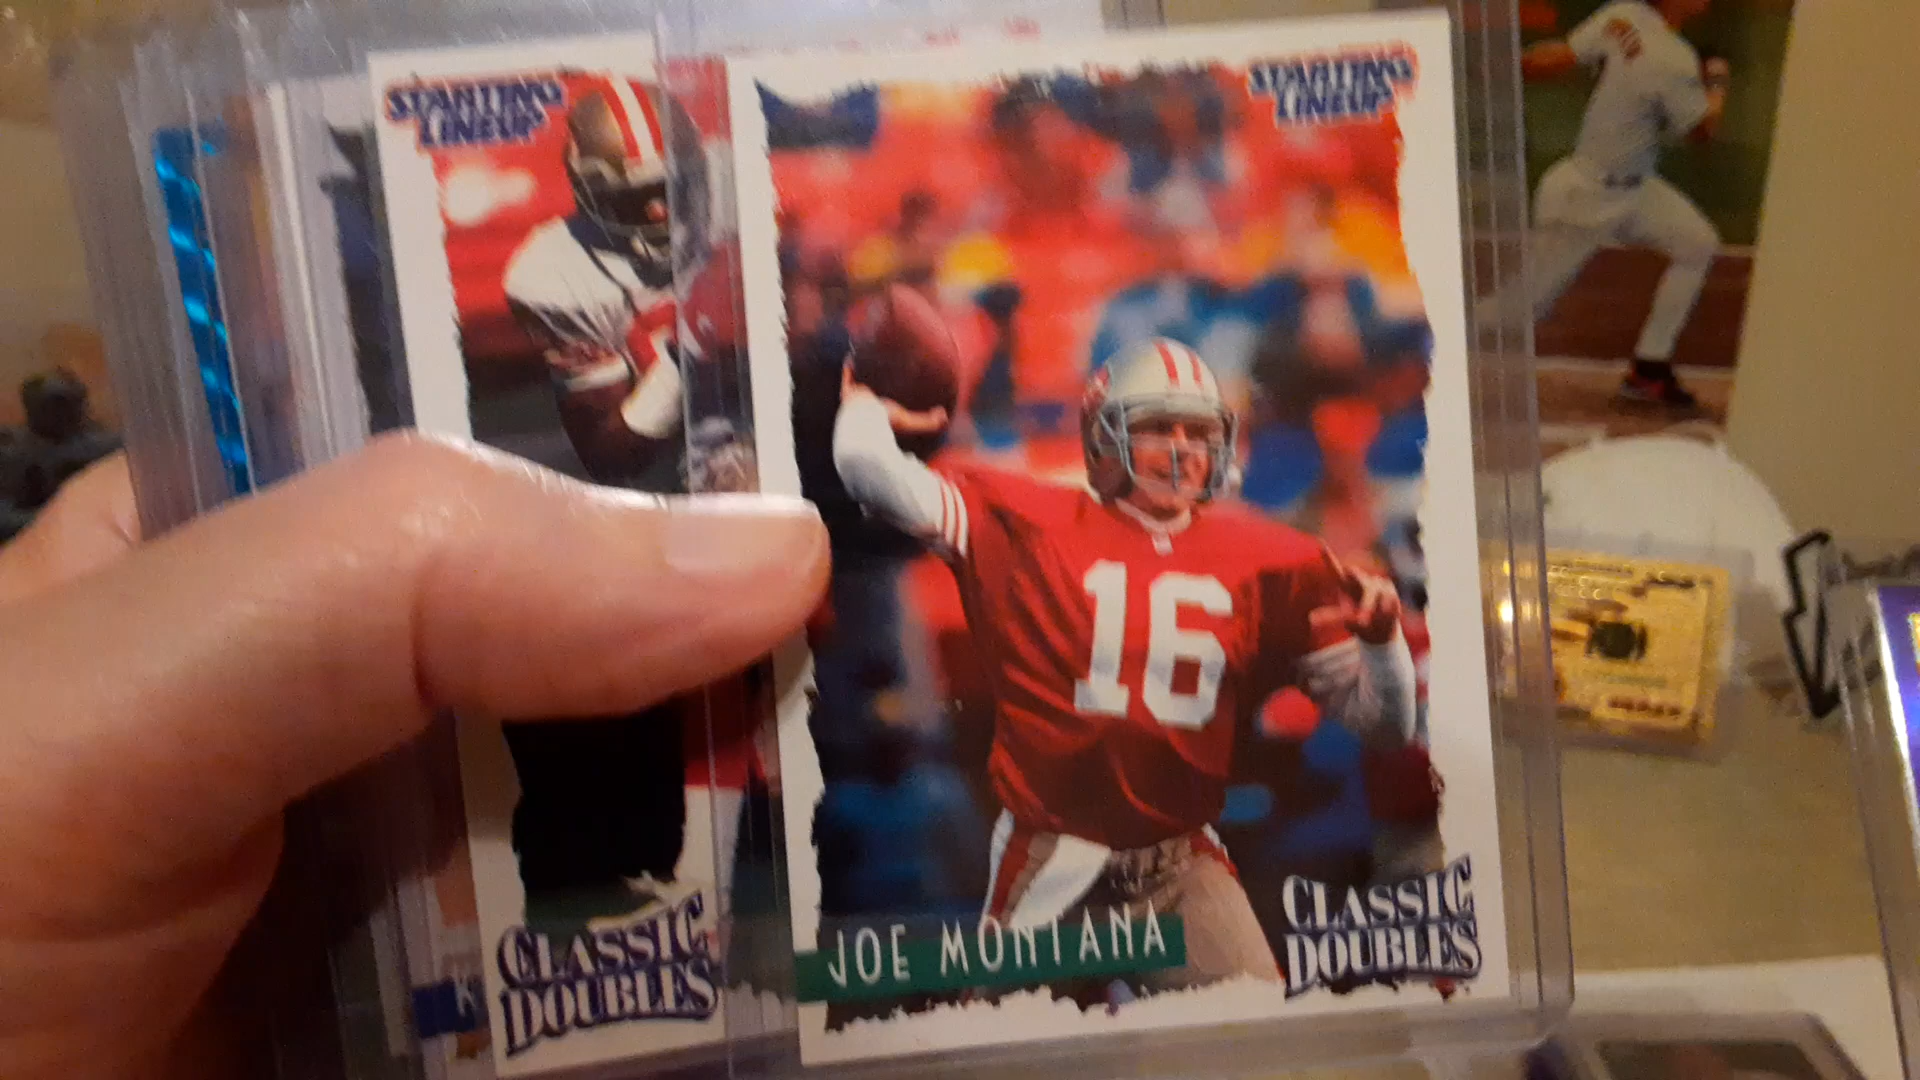 STARTING
LINEUP
CLASSIC
DOUBLES
STARTING
LINEUP
16
JOE MONTANA
CLASSIC
DOUBLES